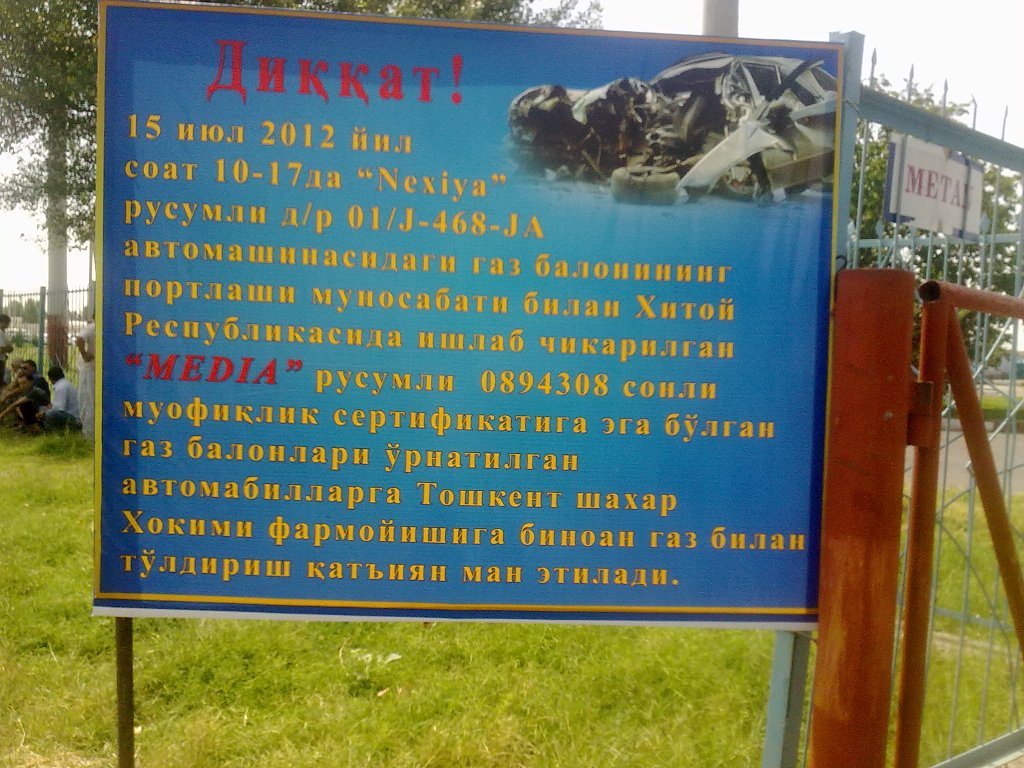 Диққат!
15 июл 2012 йил
соат 10-17да “Nexiya”
русумли д/р 01/J-468-JA
автомашинасидаги газ балонининг
портлаши муносабати билан Хитой
Республикасида ишлаб чикарилган
“MEDIA” русумли 0894308 сонли
муофиқлик сертификатига эга бўлган
газ балонлари ўрнатилган
автомабилларга Тошкент шахар
Хокими фармойишига биноан газ билан
тўлдириш қатъиян ман этилади.